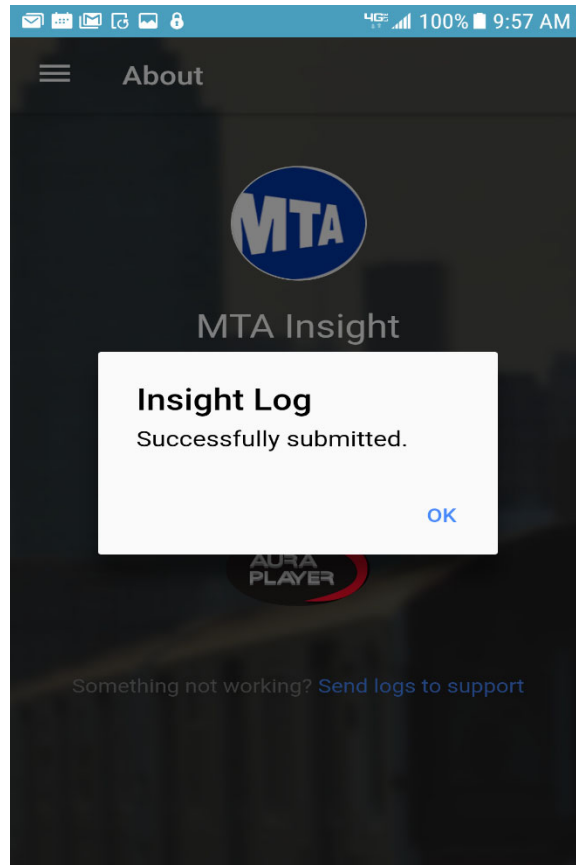 4G 100% 9:57 AM
About
MTA
MTA Insight
Insight Log
Successfully submitted.
OK
AURA
PLAYER
Something not working? Send logs to support